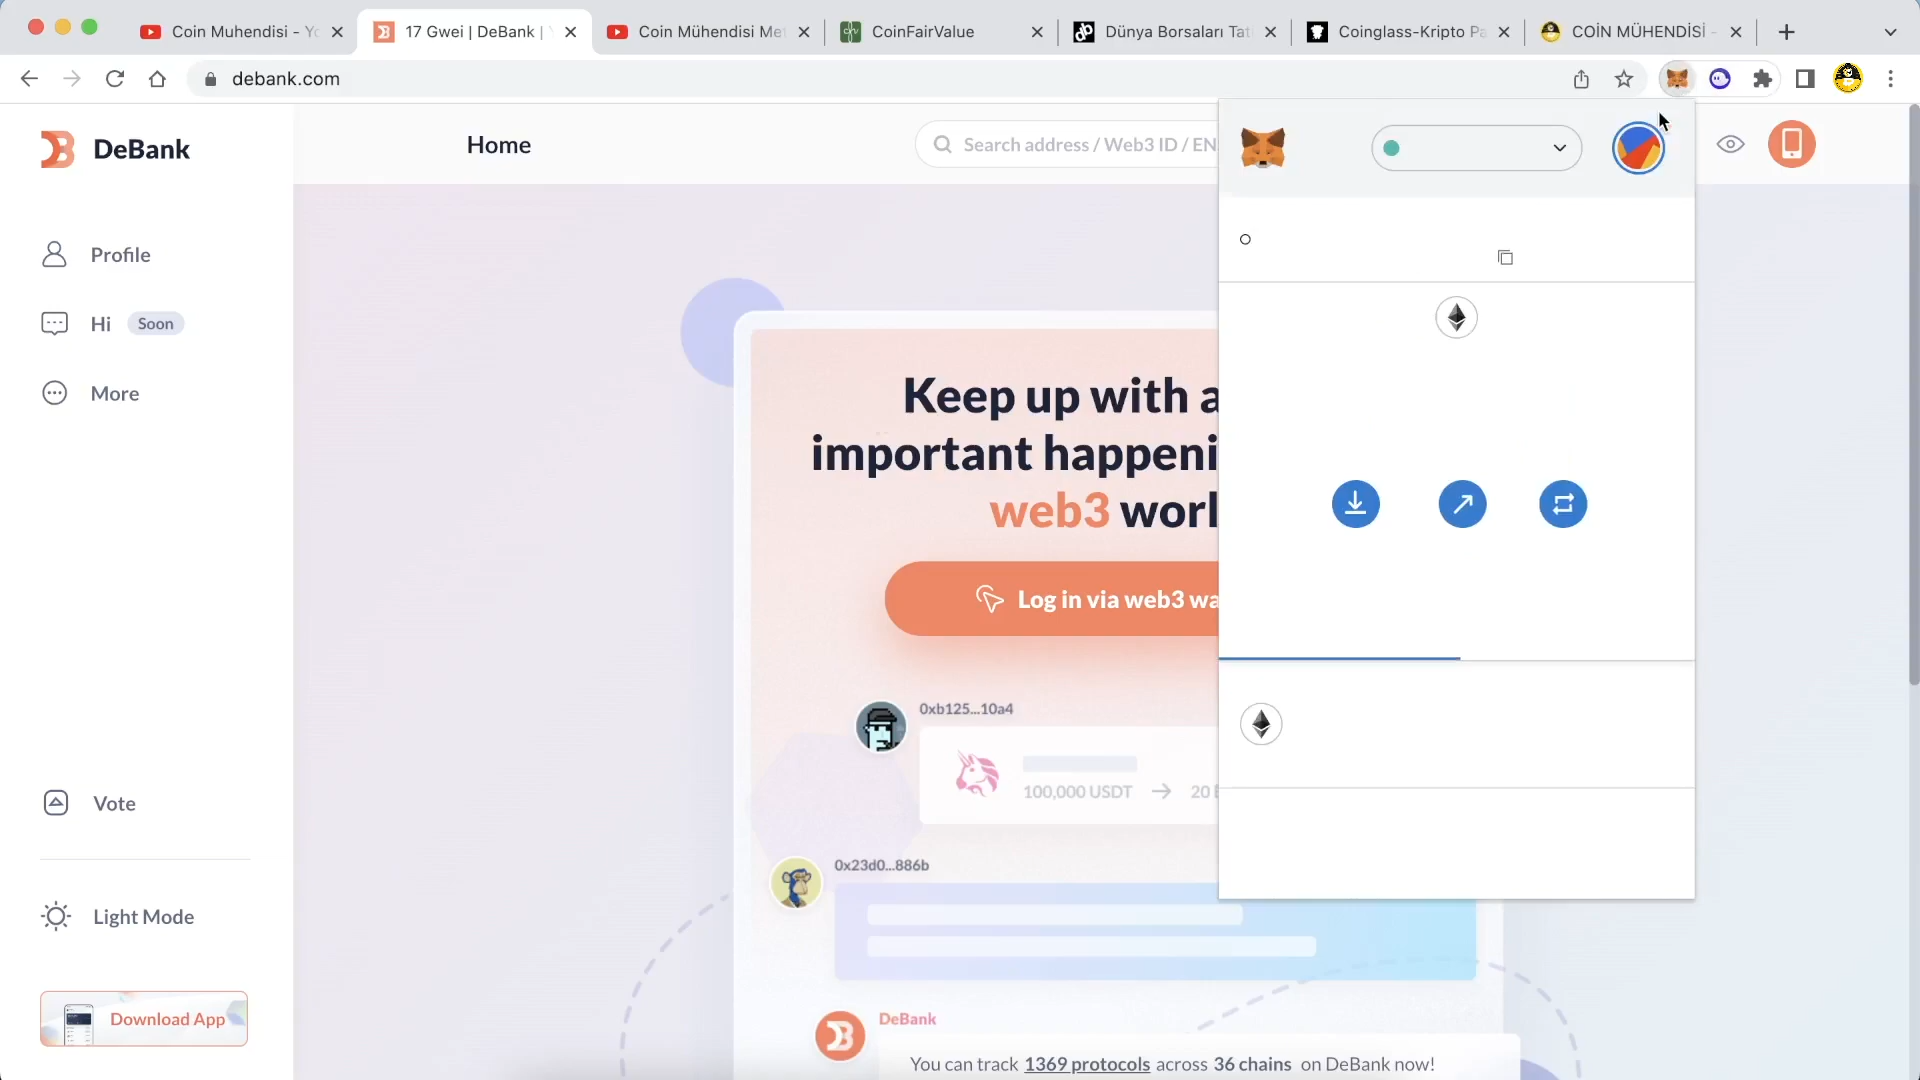 Coin Muhendisi - Yo
17 Gwei | DeBank |
Coin Mühendisi Me
CoinFairValue
Dünya Borsaları Tat
Coinglass-Kripto Pa
COİN MÜHENDİSİ -
debank.com
DeBank
Home
Search address / Web3 ID / EN
Profile
Hi Soon
More
Keep up with a
important happeni
web3 worl
Log in via web3 wa
0xb125...10a4
100,000 USDT → 20
0x23d0...886b
Vote
Light Mode
Download App
DeBank
You can track 1369 protocols across 36 chains on DeBank now!